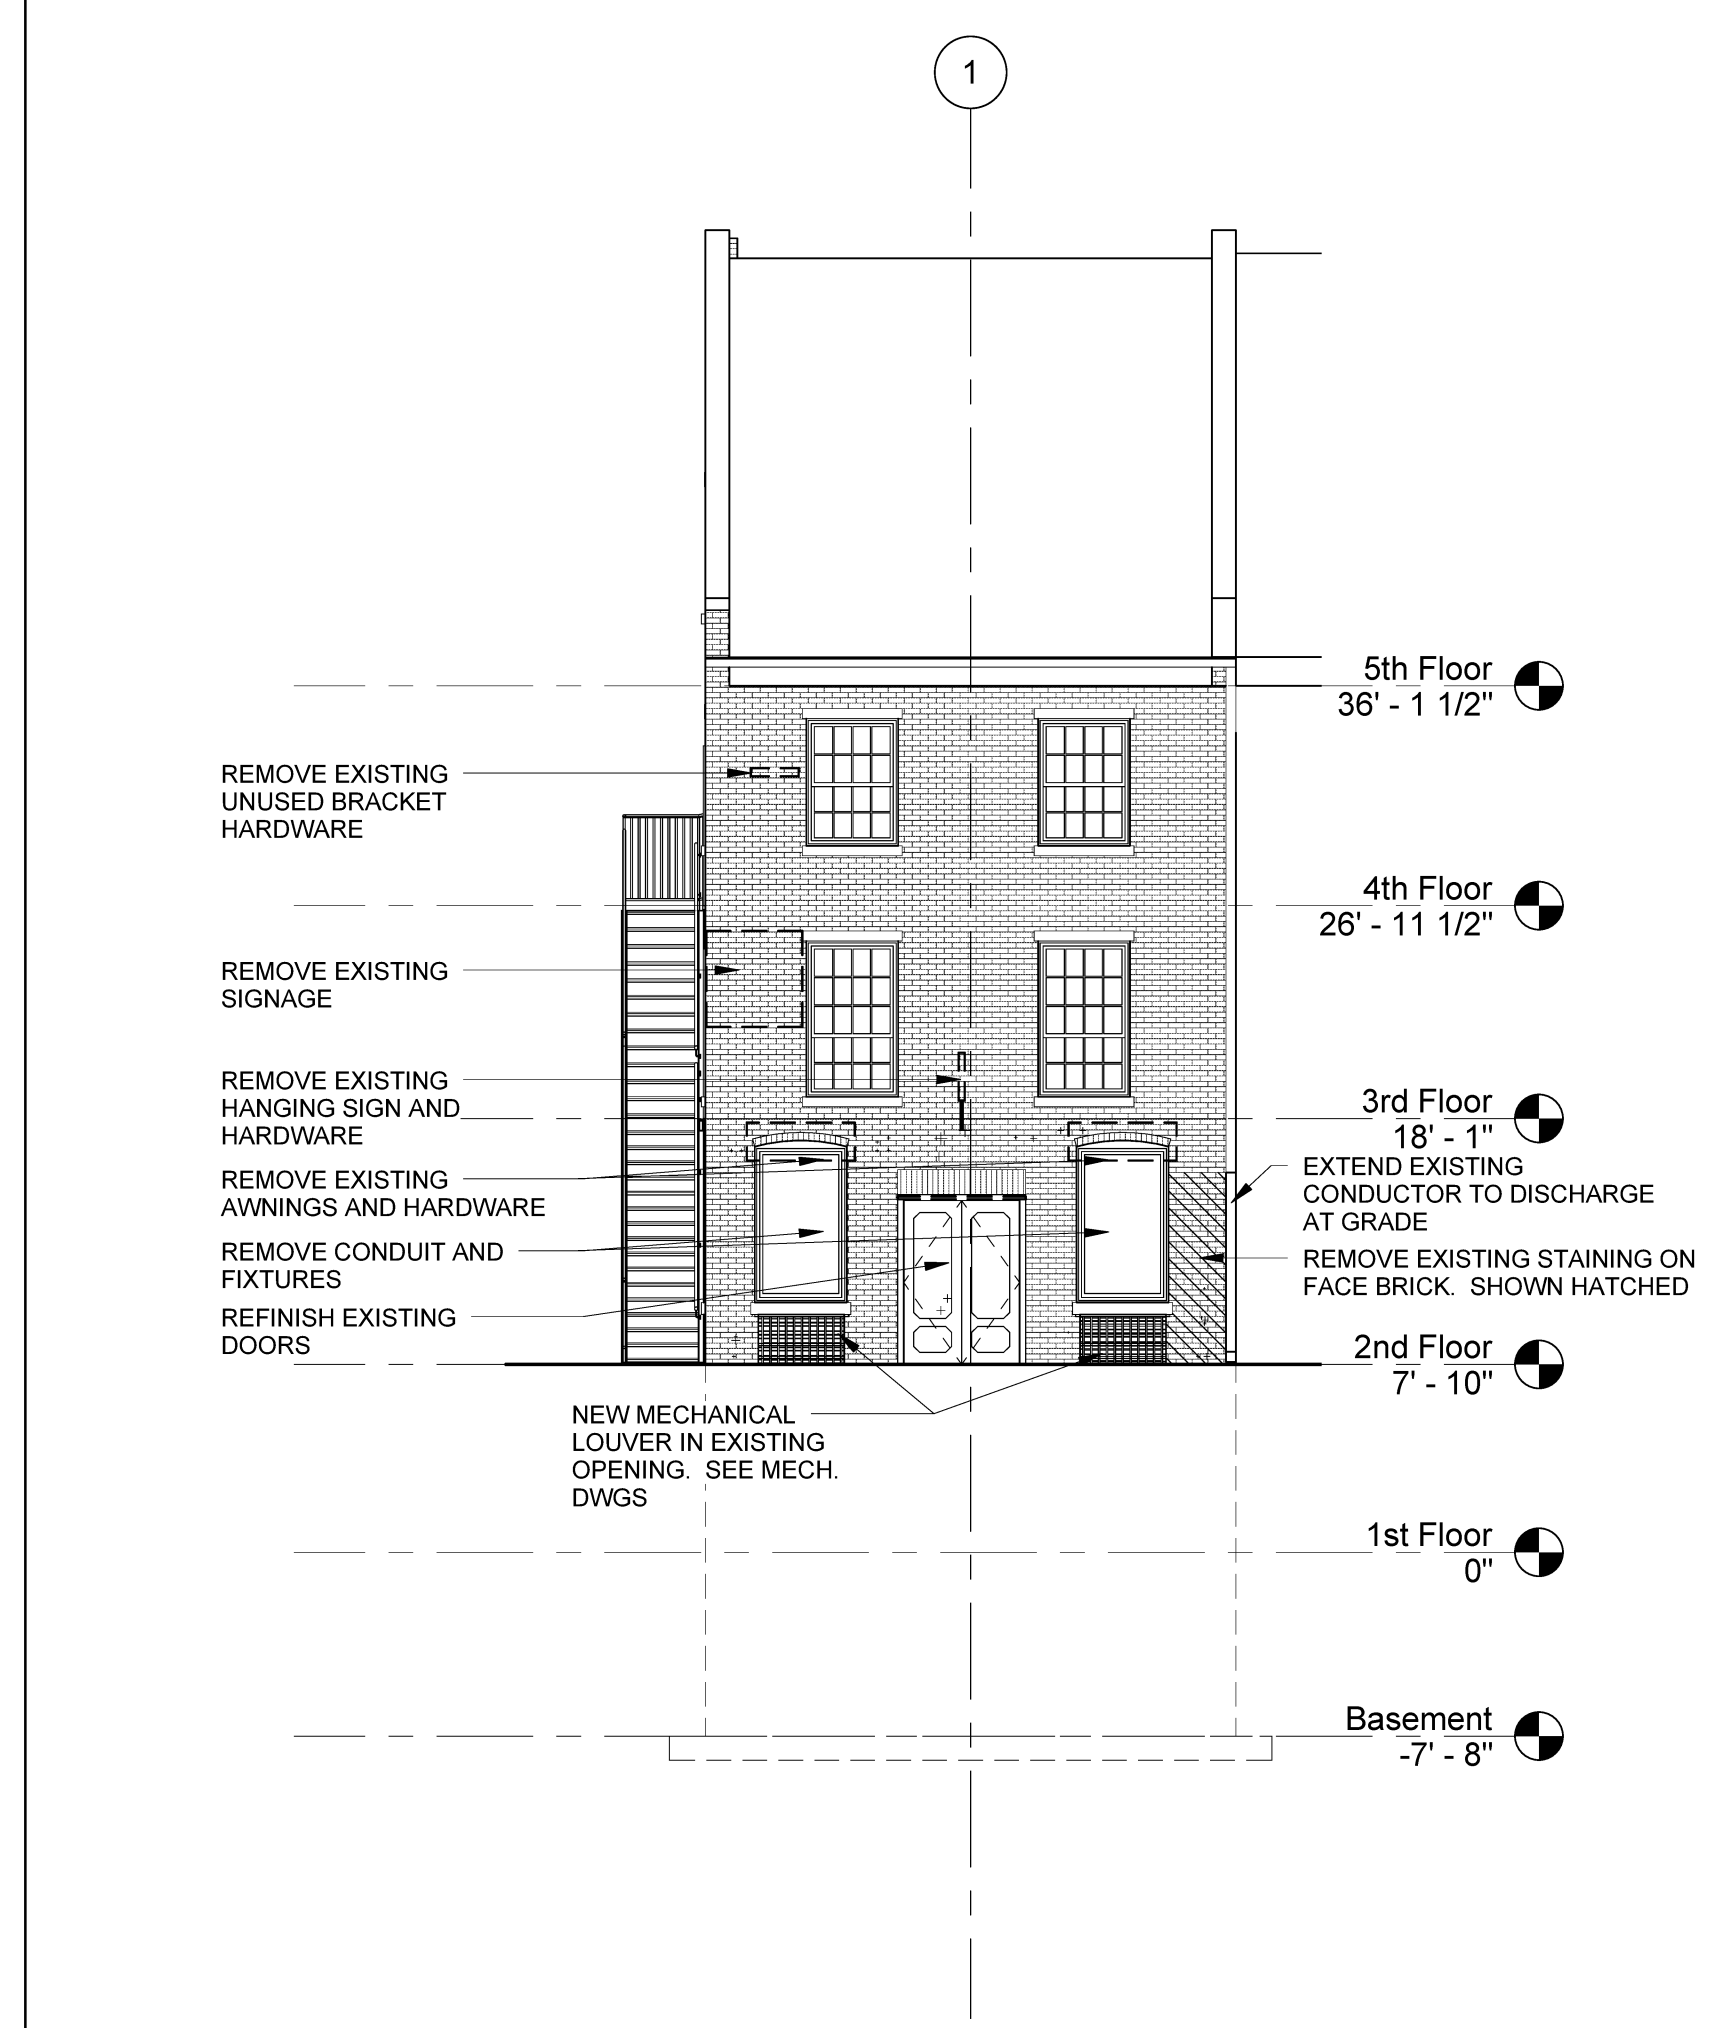 1
5th Floor
36' - 1 1/2"
REMOVE EXISTING
UNUSED BRACKET
HARDWARE
4th Floor
26' - 11 1/2"
REMOVE EXISTING
SIGNAGE
REMOVE EXISTING
HANGING SIGN AND
HARDWARE
3rd Floor
18' - 1"
REMOVE EXISTING
AWNINGS AND HARDWARE
EXTEND EXISTING
CONDUCTOR TO DISCHARGE
AT GRADE
REMOVE CONDUIT AND
FIXTURES
REMOVE EXISTING STAINING ON
FACE BRICK. SHOWN HATCHED
REFINISH EXISTING
DOORS
2nd Floor
7' - 10"
NEW MECHANICAL
LOUVER IN EXISTING
OPENING. SEE MECH.
DWGS
1st Floor
0"
Basement
-7' - 8"